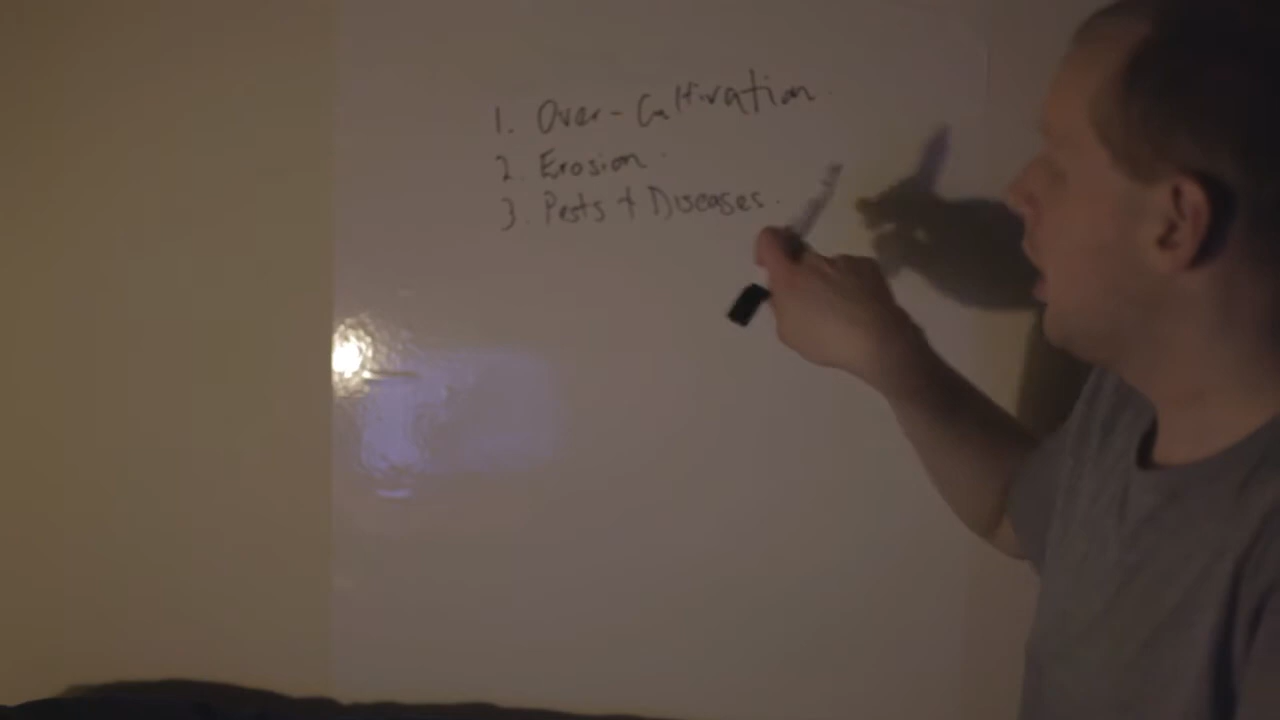 1. Over-Cultivation.
2. Erosion.
3. Pests + Diseases.